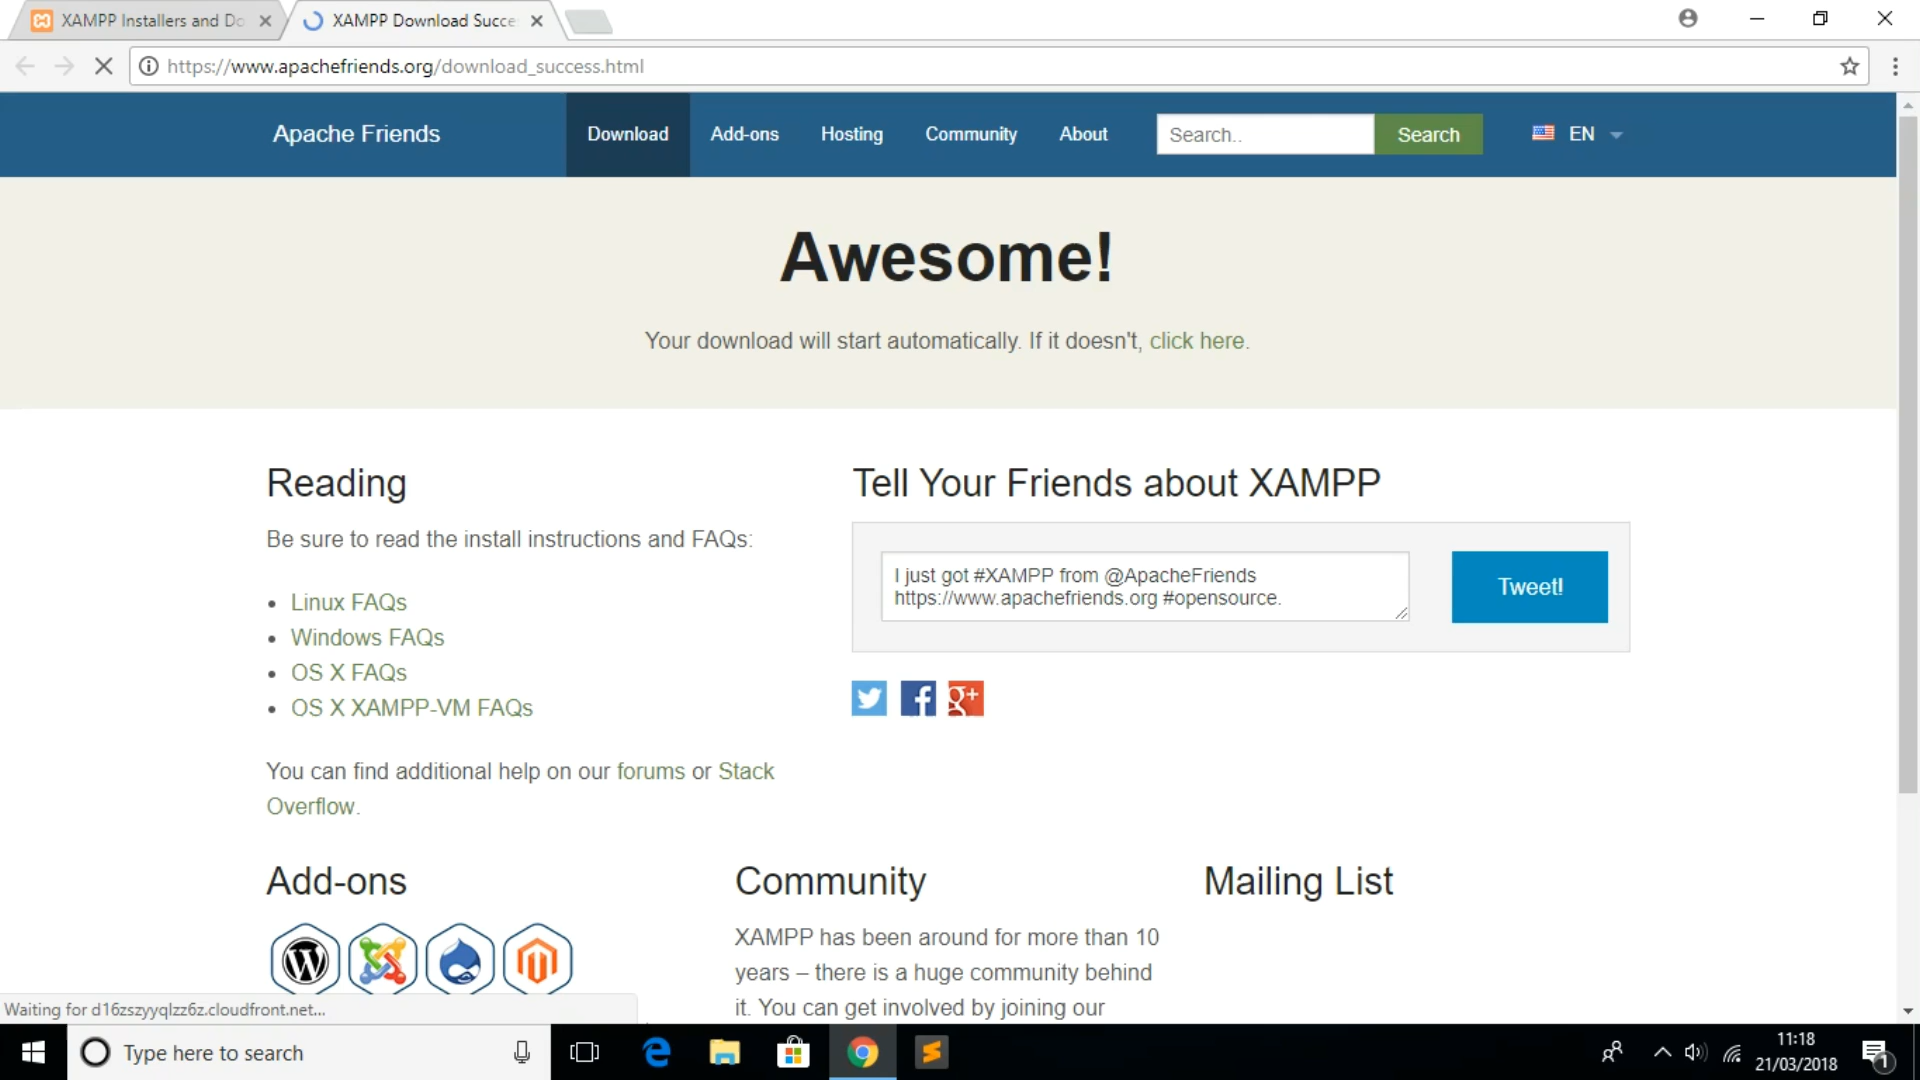 XAMPP Installers and Do
XAMPP Download Succe
https://www.apachefriends.org/download_success.html
Apache Friends
Download
Add-ons
Hosting
Community
About
Search..
Search
EN
Awesome!
Your download will start automatically. If it doesn't, click here.
Reading
Be sure to read the install instructions and FAQs:
Linux FAQs
Windows FAQs
OS X FAQs
OS X XAMPP-VM FAQs
You can find additional help on our forums or Stack
Overflow.
Tell Your Friends about XAMPP
I just got #XAMPP from @ApacheFriends
https://www.apachefriends.org #opensource.
Tweet!
Add-ons
Community
XAMPP has been around for more than 10
years – there is a huge community behind
it. You can get involved by joining our
Mailing List
Waiting for d16zszyyqlzz6z.cloudfront.net...
Type here to search
11:18
21/03/2018
1